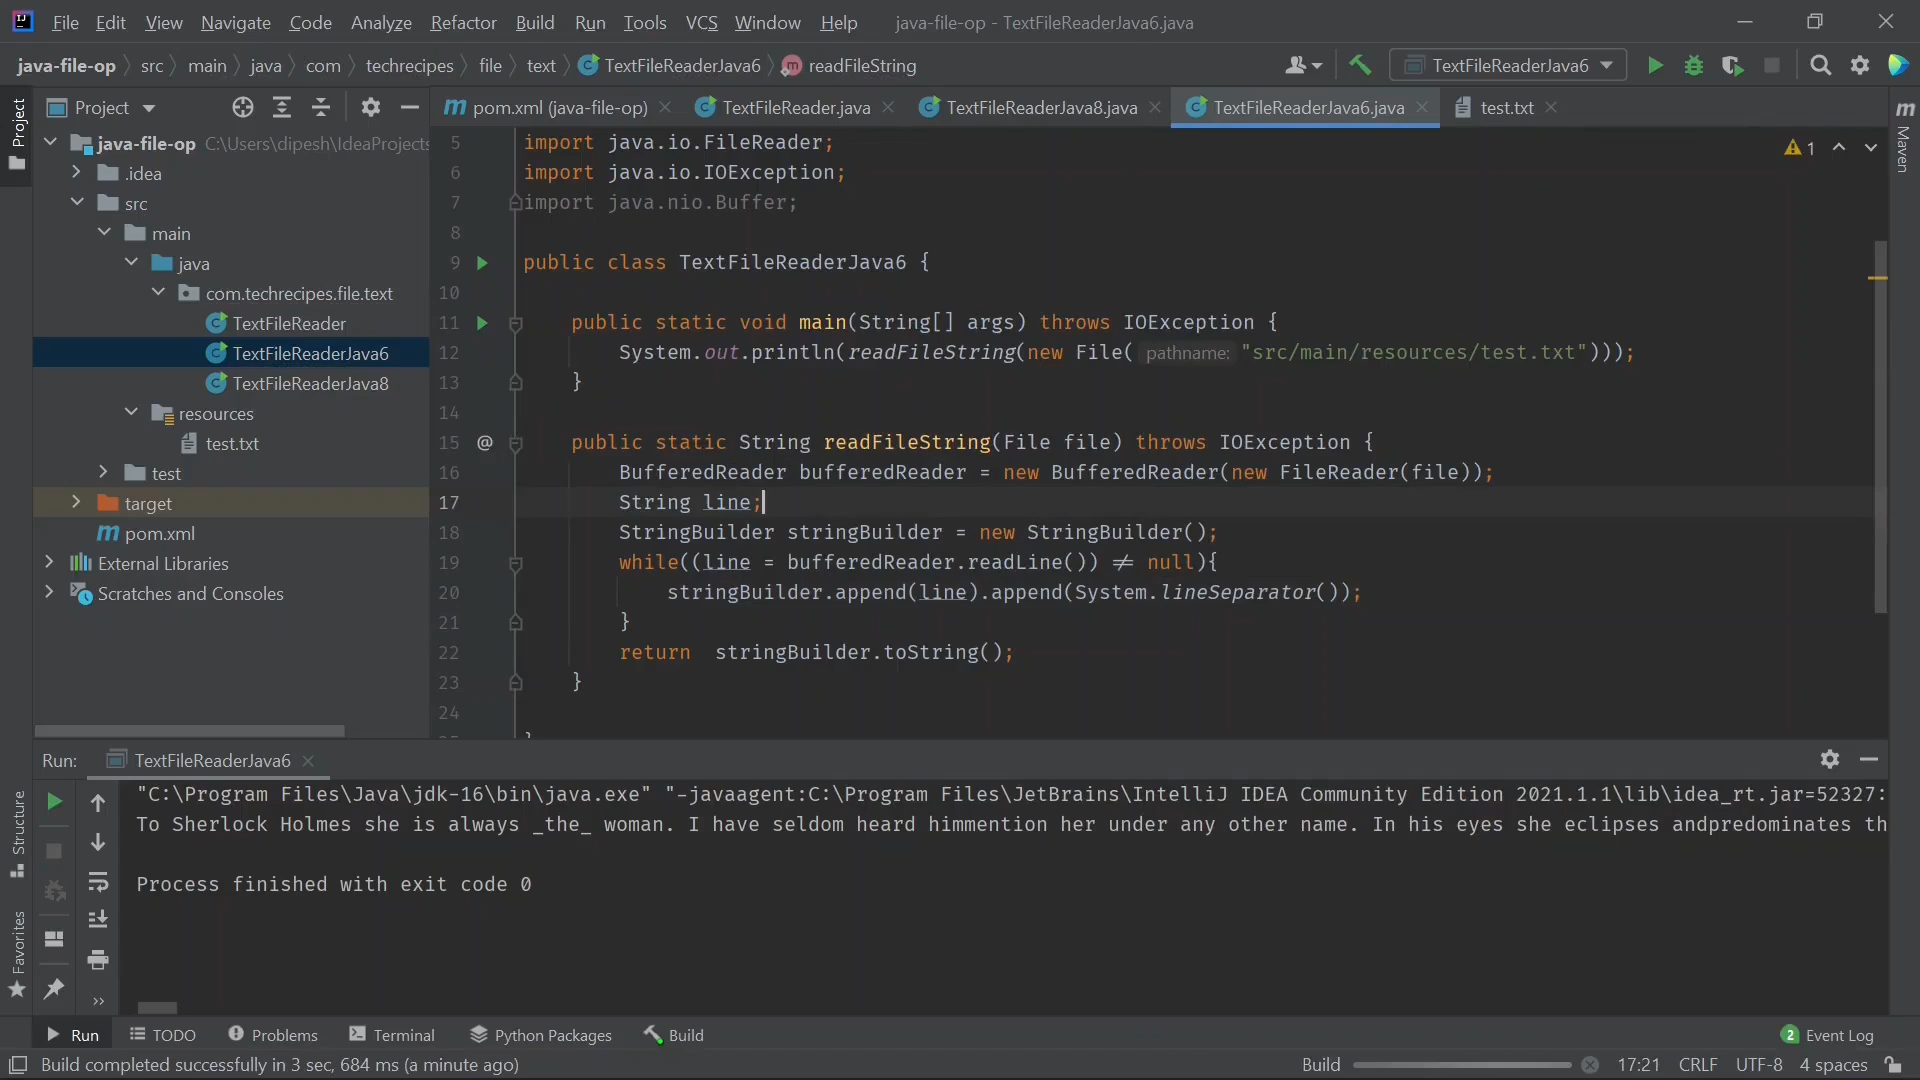 File Edit View Navigate Code Analyze Refactor Build Run Tools VCS Window Help java-file-op - TextFileReaderJava6.java
java-file-op src main java com techrecipes file text TextFileReaderJava6 readFileString TextFileReaderJava6
Project
Project
pom.xml (java-file-op) TextFileReader.java TextFileReaderJava8.java TextFileReaderJava6.java test.txt
Maven
java-file-op C:\Users\dipesh\IdeaProjects
.idea
src
main
java
com.techrecipes.file.text
TextFileReader
TextFileReaderJava6
TextFileReaderJava8
resources
test.txt
test
target
pom.xml
External Libraries
Scratches and Consoles
1
5 import java.io.FileReader;
6 import java.io.IOException;
7 import java.nio.Buffer;
8
9 public class TextFileReaderJava6 {
10
11 public static void main(String[] args) throws IOException {
12 System.out.println(readFileString(new File( pathname: "src/main/resources/test.txt")));
13 }
14
15 @ public static String readFileString(File file) throws IOException {
16 BufferedReader bufferedReader = new BufferedReader(new FileReader(file));
17 String line;
18 StringBuilder stringBuilder = new StringBuilder();
19 while((line = bufferedReader.readLine()) ≠ null){
20 stringBuilder.append(line).append(System.lineSeparator());
21 }
22 return stringBuilder.toString();
23 }
24
Run: TextFileReaderJava6
"C:\Program Files\Java\jdk-16\bin\java.exe" "-javaagent:C:\Program Files\JetBrains\IntelliJ IDEA Community Edition 2021.1.1\lib\idea_rt.jar=52327:
To Sherlock Holmes she is always _the_ woman. I have seldom heard himmention her under any other name. In his eyes she eclipses andpredominates th
Process finished with exit code 0
Structure
Favorites
Run TODO Problems Terminal Python Packages Build 2 Event Log
Build completed successfully in 3 sec, 684 ms (a minute ago) Build 17:21 CRLF UTF-8 4 spaces